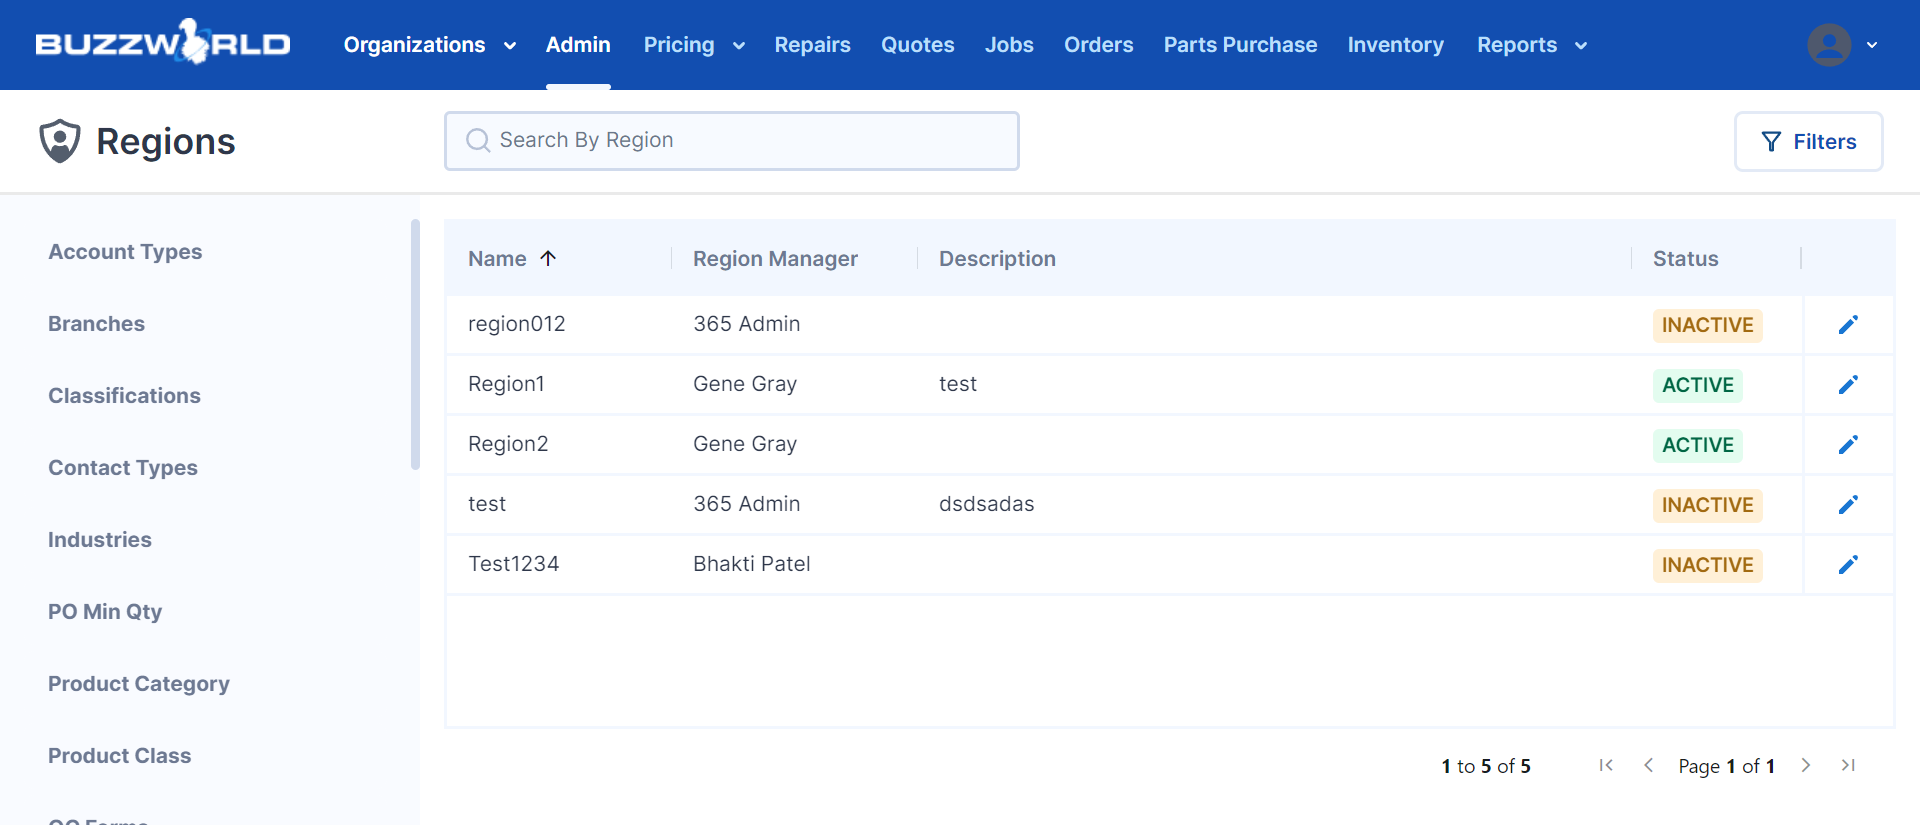 BUZZWORLD
Organizations Admin Pricing Repairs Quotes Jobs Orders Parts Purchase Inventory Reports
Regions
Search By Region
Filters
Account Types
Branches
Classifications
Contact Types
Industries
PO Min Qty
Product Category
Product Class
Name Region Manager Description Status
region012 365 Admin INACTIVE
Region1 Gene Gray test ACTIVE
Region2 Gene Gray ACTIVE
test 365 Admin dsdsadas INACTIVE
Test1234 Bhakti Patel INACTIVE
1 to 5 of 5 Page 1 of 1